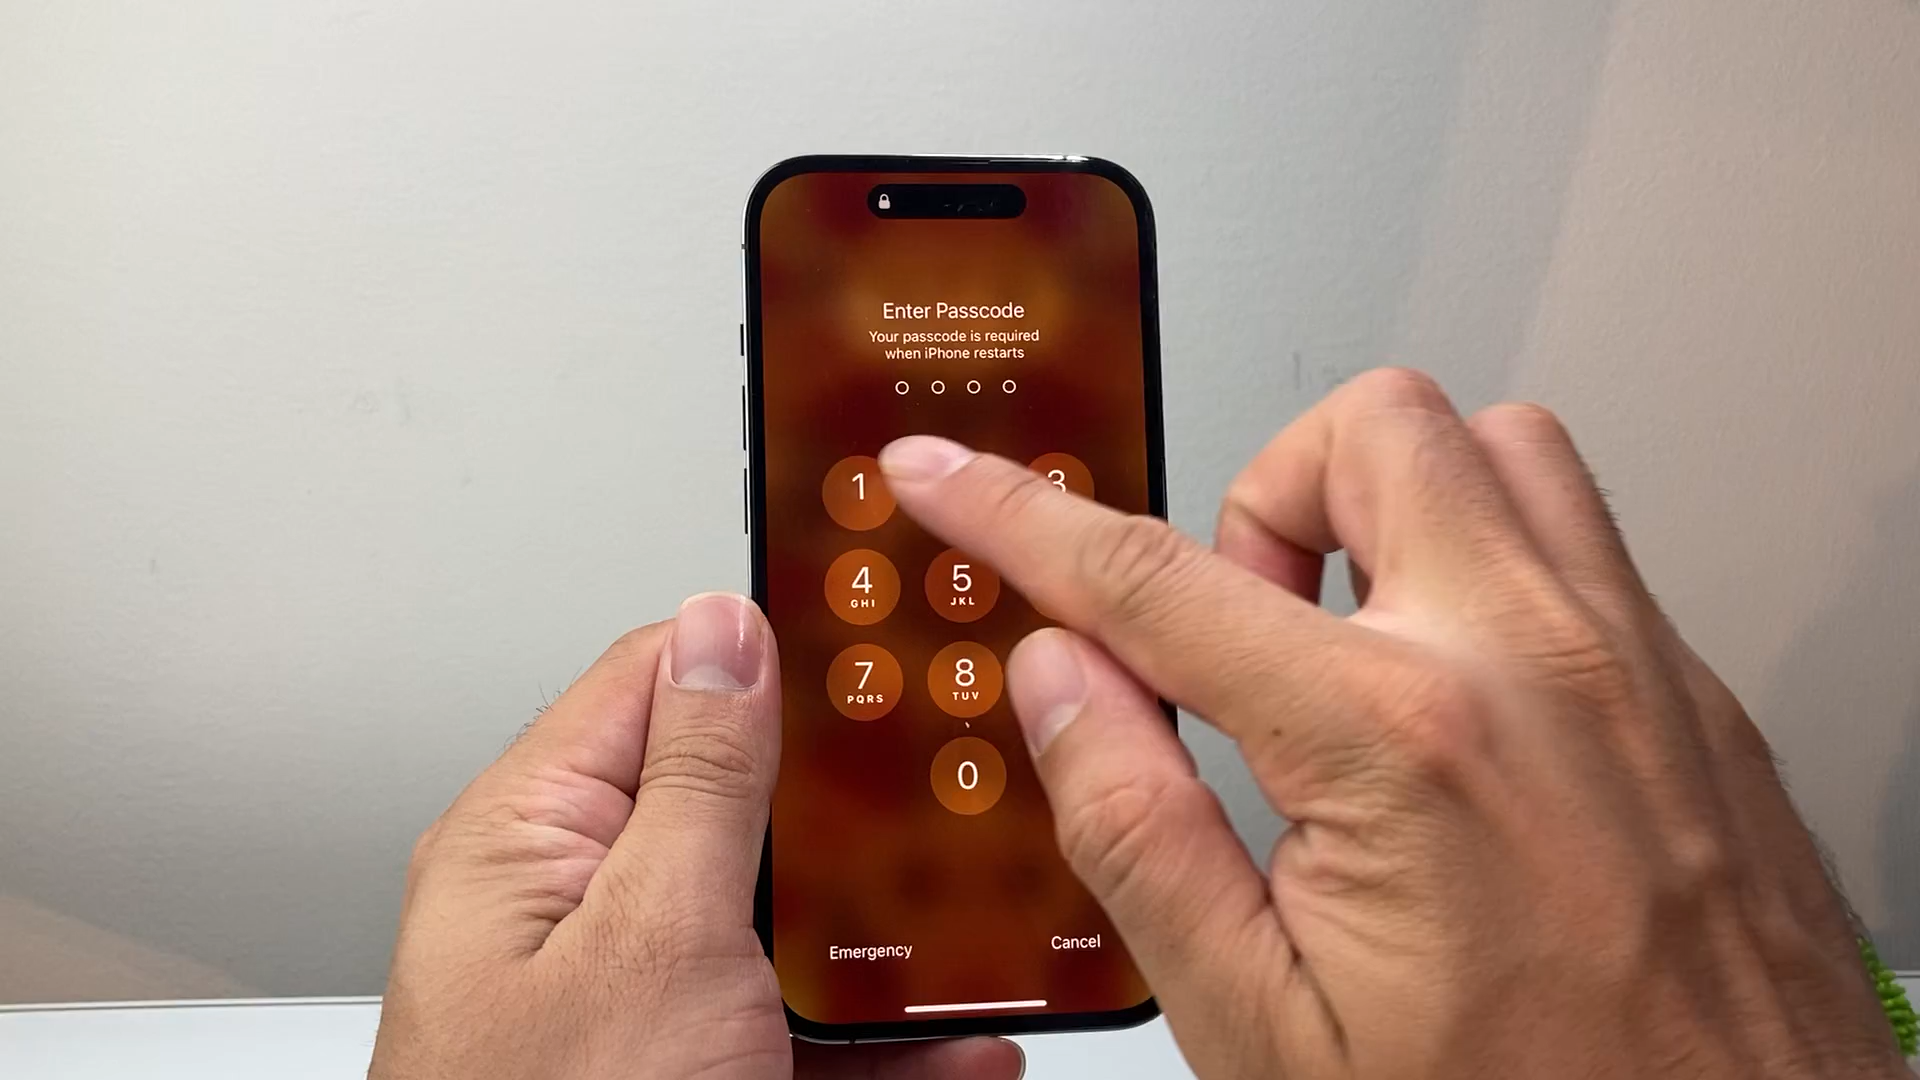 Enter Passcode
Your passcode is required
when iPhone restarts
1
3
4
GHI
5
JKL
7
PQRS
8
TUV
0
Emergency
Cancel